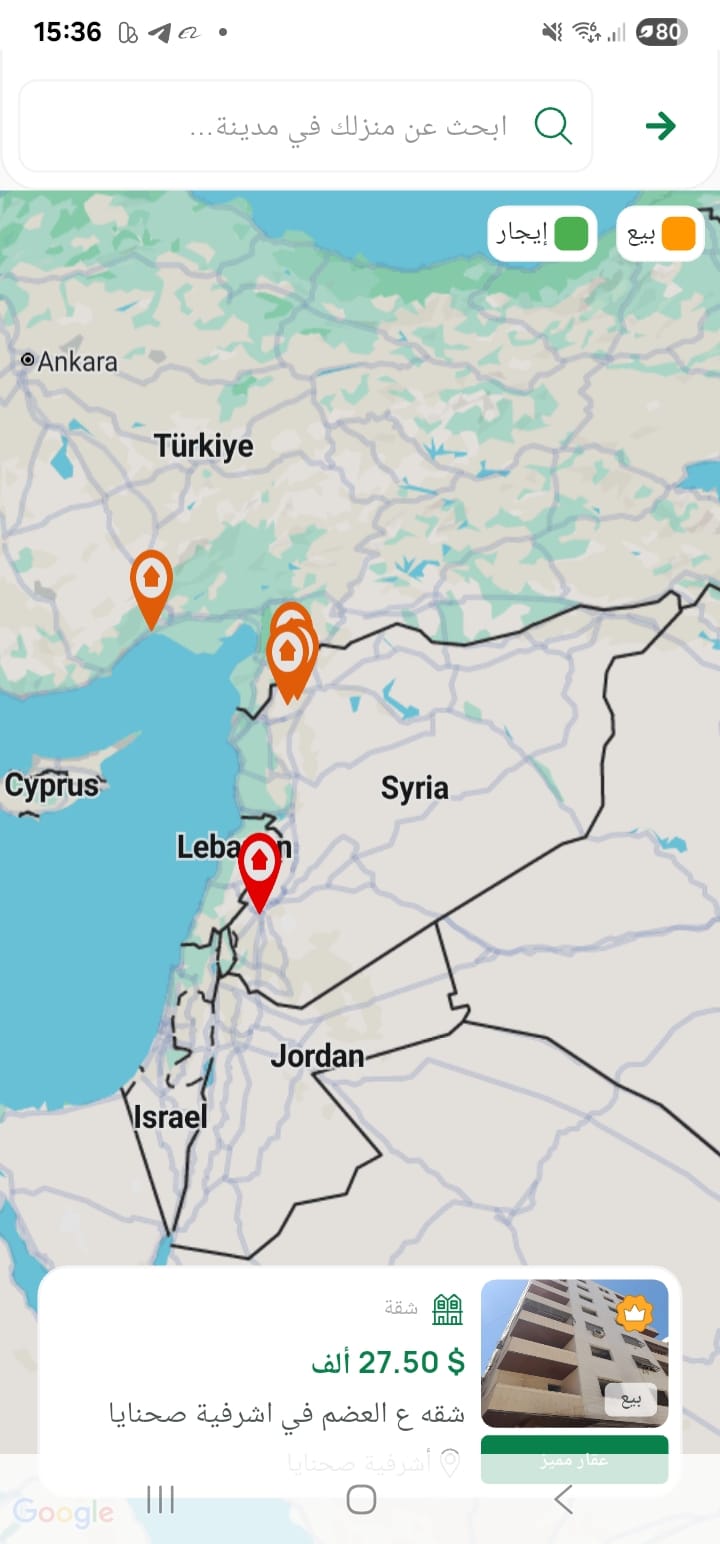 15:36
80
ابحث عن منزلك في مدينة...
بيع
إيجار
Ankara
Türkiye
Cyprus
Syria
Jordan
Israel
شقة
$ 27.50 ألف
شقه ع العضم في اشرفية صحنايا
بيع
أشرفية صحنايا
عقار مميز
Google